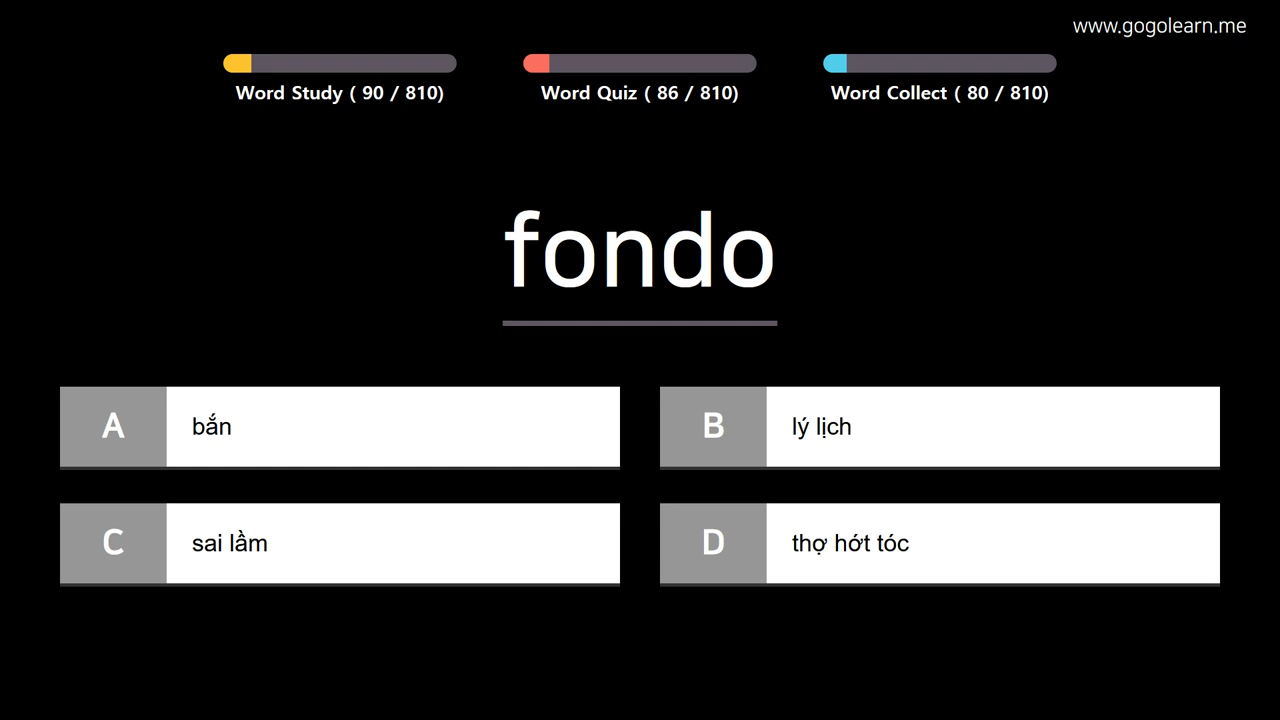 www.gogolearn.me
Word Study ( 90 / 810)
Word Quiz ( 86 / 810)
Word Collect ( 80 / 810)
fondo
A bắn
B lý lịch
C sai lầm
D thợ hớt tóc